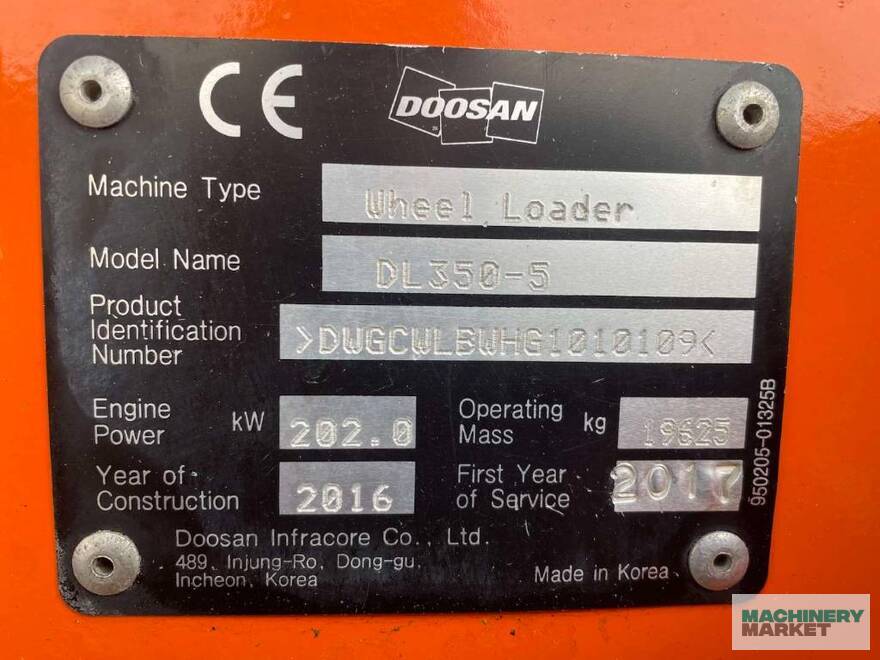 CE
DOOSAN
Machine Type Wheel Loader
Model Name DL350-5
Product
Identification
Number >DWGCWLBWHG1010109<
Engine
Power kW 202.0
Operating
Mass kg 19625
Year of
Construction 2016
First Year
of Service 2017
Doosan Infracore Co., Ltd.
489, Injung-Ro, Dong-gu,
Incheon, Korea
Made in Korea
950205-01325B
MACHINERY
MARKET